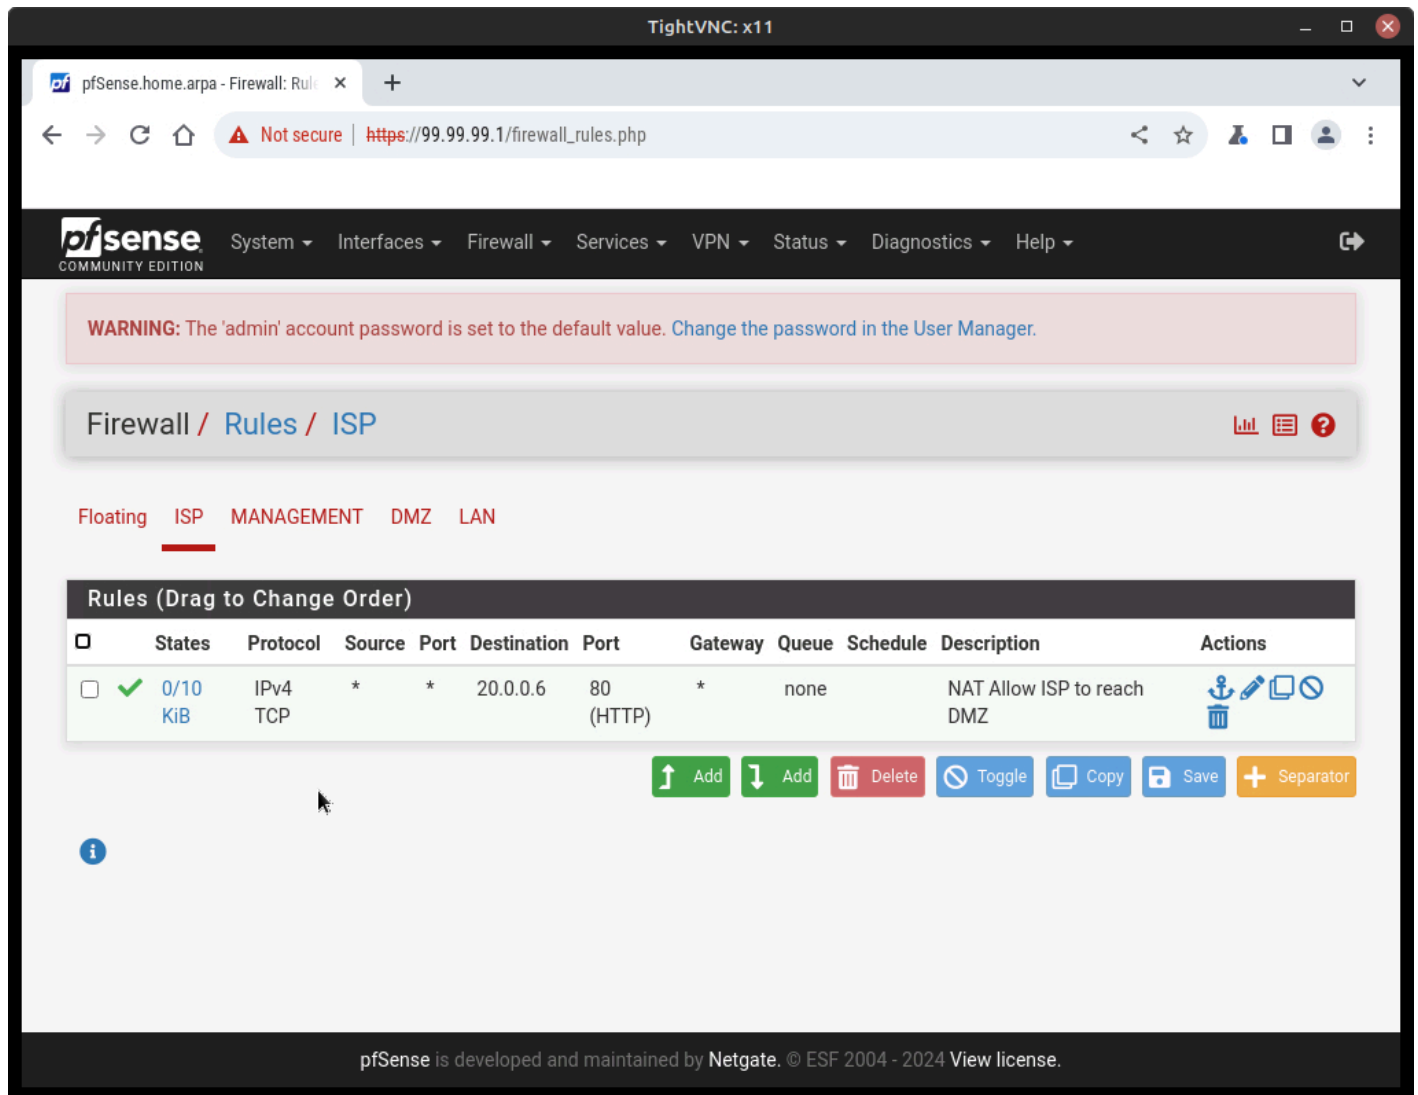 TightVNC: x11
pfSense.home.arpa - Firewall: Rul
Not secure | https://99.99.99.1/firewall_rules.php
pfsense System Interfaces Firewall Services VPN Status Diagnostics Help
COMMUNITY EDITION
WARNING: The 'admin' account password is set to the default value. Change the password in the User Manager.
Firewall / Rules / ISP
Floating ISP MANAGEMENT DMZ LAN
Rules (Drag to Change Order)
States Protocol Source Port Destination Port Gateway Queue Schedule Description Actions
0/10 IPv4 * * 20.0.0.6 80 * none NAT Allow ISP to reach
KiB TCP (HTTP) DMZ
Add Add Delete Toggle Copy Save Separator
pfSense is developed and maintained by Netgate. © ESF 2004 - 2024 View license.